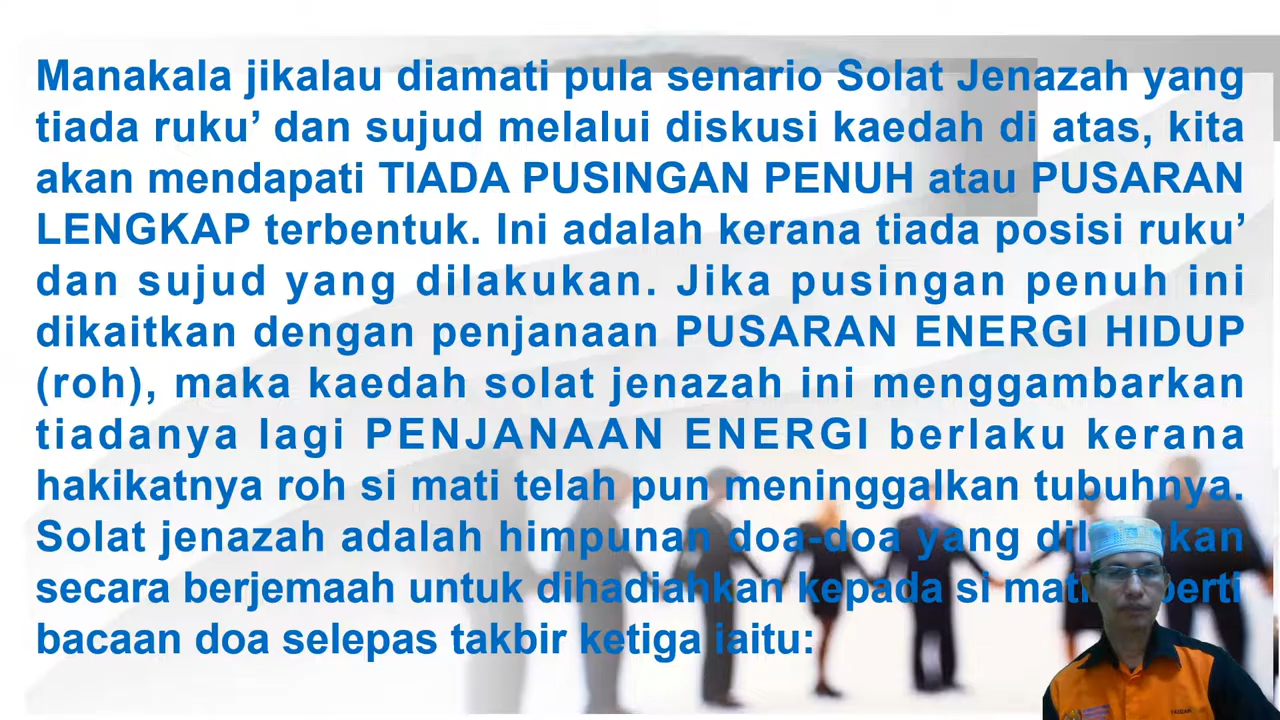 Manakala jikalau diamati pula senario Solat Jenazah yang
tiada ruku’ dan sujud melalui diskusi kaedah di atas, kita
akan mendapati TIADA PUSINGAN PENUH atau PUSARAN
LENGKAP terbentuk. Ini adalah kerana tiada posisi ruku’
dan sujud yang dilakukan. Jika pusingan penuh ini
dikaitkan dengan penjanaan PUSARAN ENERGI HIDUP
(roh), maka kaedah solat jenazah ini menggambarkan
tiadanya lagi PENJANAAN ENERGI berlaku kerana
hakikatnya roh si mati telah pun meninggalkan tubuhnya.
Solat jenazah adalah himpunan doa-doa yang
secara berjemaah untuk dihadiahkan kepada si
bacaan doa selepas takbir ketiga iaitu: